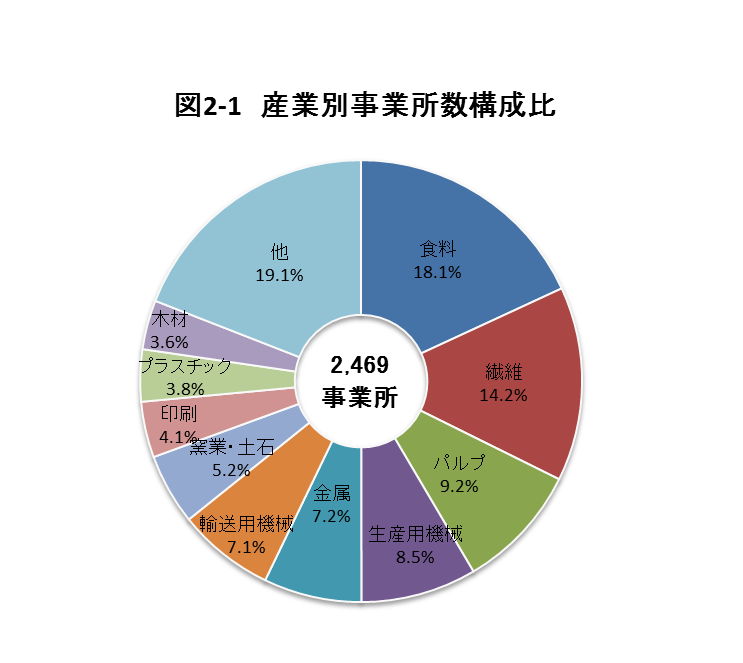 図2-1 産業別事業所数構成比
食料
18.1%
繊維
14.2%
パルプ
9.2%
生産用機械
8.5%
金属
7.2%
輸送用機械
7.1%
窯業・土石
5.2%
印刷
4.1%
プラスチック
3.8%
木材
3.6%
他
19.1%
2,469
事業所